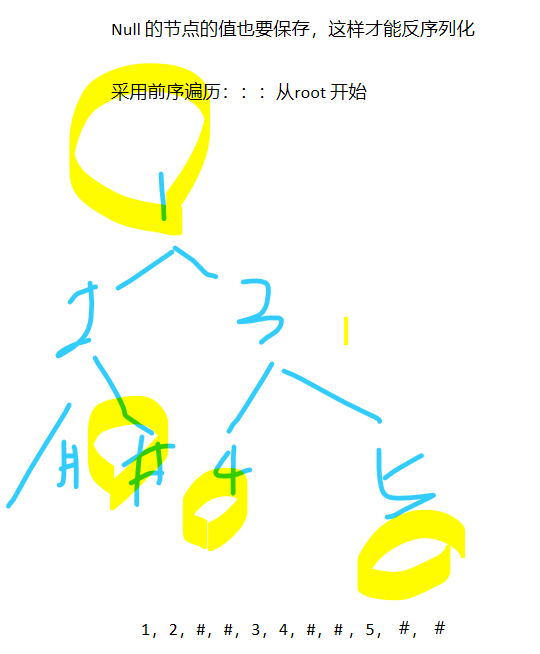 Null 的节点的值也要保存，这样才能反序列化
采用前序遍历：：：从root 开始
1
2 3
# # 4 5
1，2，#，#，3，4，#，#，5，#，#